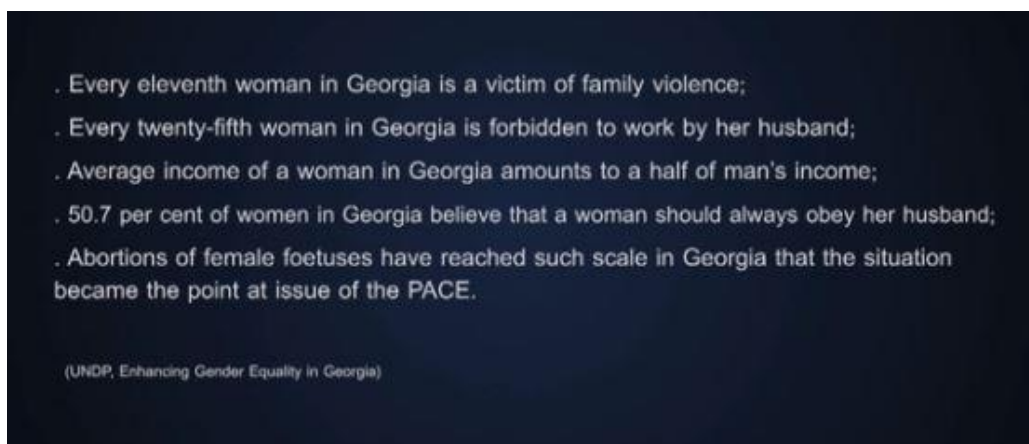 . Every eleventh woman in Georgia is a victim of family violence;
. Every twenty-fifth woman in Georgia is forbidden to work by her husband;
. Average income of a woman in Georgia amounts to a half of man's income;
. 50.7 per cent of women in Georgia believe that a woman should always obey her husband;
. Abortions of female foetuses have reached such scale in Georgia that the situation
became the point at issue of the PACE.
(UNDP, Enhancing Gender Equality in Georgia)